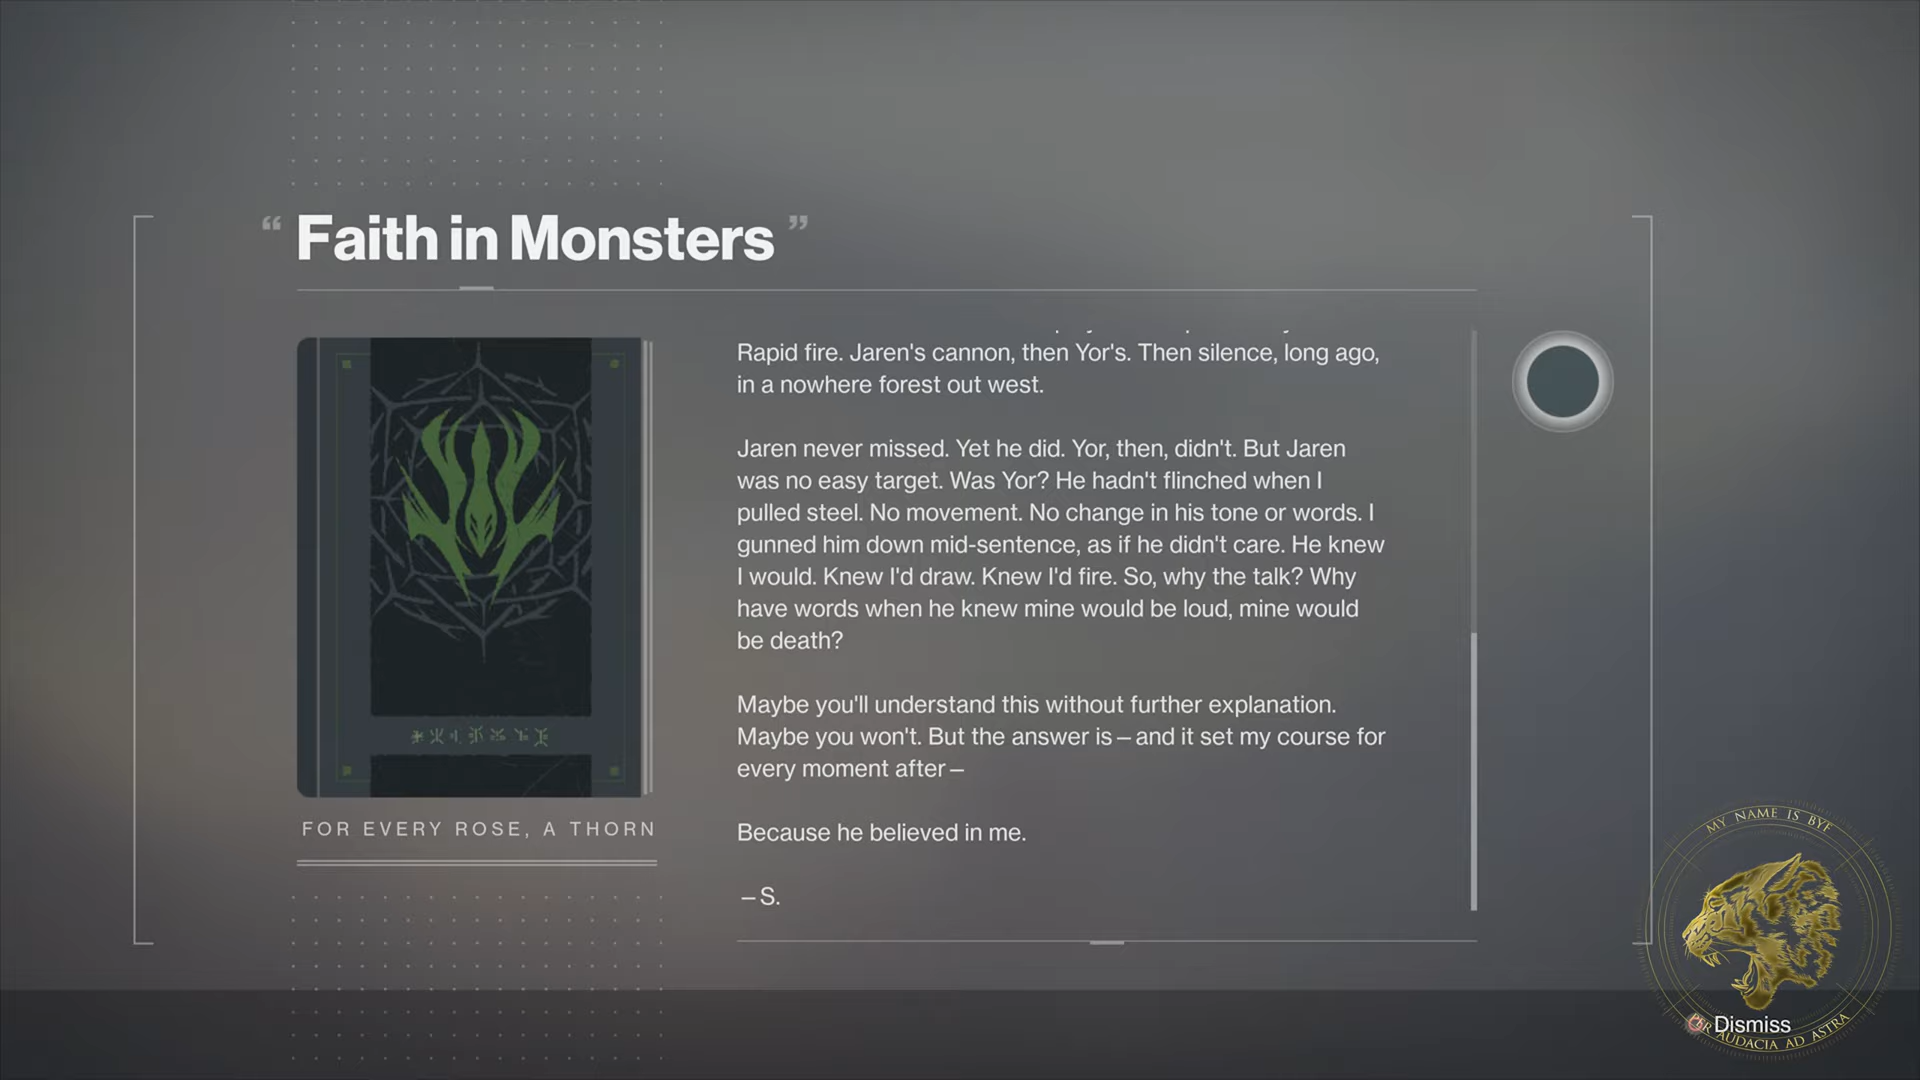 “ Faith in Monsters ”
Rapid fire. Jaren's cannon, then Yor's. Then silence, long ago,
in a nowhere forest out west.
Jaren never missed. Yet he did. Yor, then, didn't. But Jaren
was no easy target. Was Yor? He hadn't flinched when I
pulled steel. No movement. No change in his tone or words. I
gunned him down mid-sentence, as if he didn't care. He knew
I would. Knew I'd draw. Knew I'd fire. So, why the talk? Why
have words when he knew mine would be loud, mine would
be death?
Maybe you'll understand this without further explanation.
Maybe you won't. But the answer is — and it set my course for
every moment after —
Because he believed in me.
— S.
FOR EVERY ROSE, A THORN
MY NAME IS BYF
Dismiss
PER AUDACIA AD ASTRA